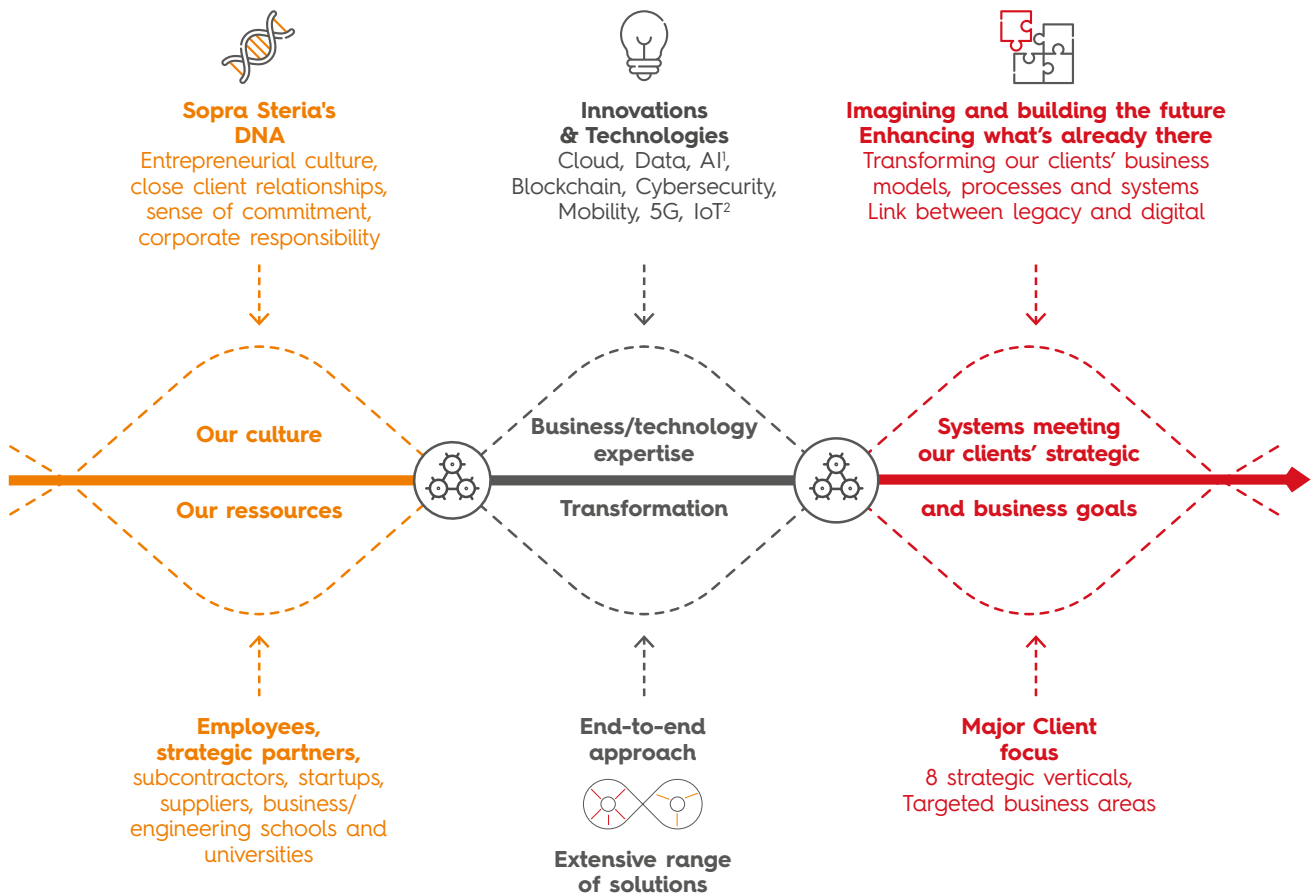 Sopra Steria's
DNA
Entrepreneurial culture,
close client relationships,
sense of commitment,
corporate responsibility
Innovations
& Technologies
Cloud, Data, AI¹,
Blockchain, Cybersecurity,
Mobility, 5G, IoT²
Imagining and building the future
Enhancing what's already there
Transforming our clients' business
models, processes and systems
Link between legacy and digital
Our culture
Our ressources
Business/technology
expertise
Transformation
Systems meeting
our clients' strategic
and business goals
Employees,
strategic partners,
subcontractors, startups,
suppliers, business/
engineering schools and
universities
End-to-end
approach
Extensive range
of solutions
Major Client
focus
8 strategic verticals,
Targeted business areas